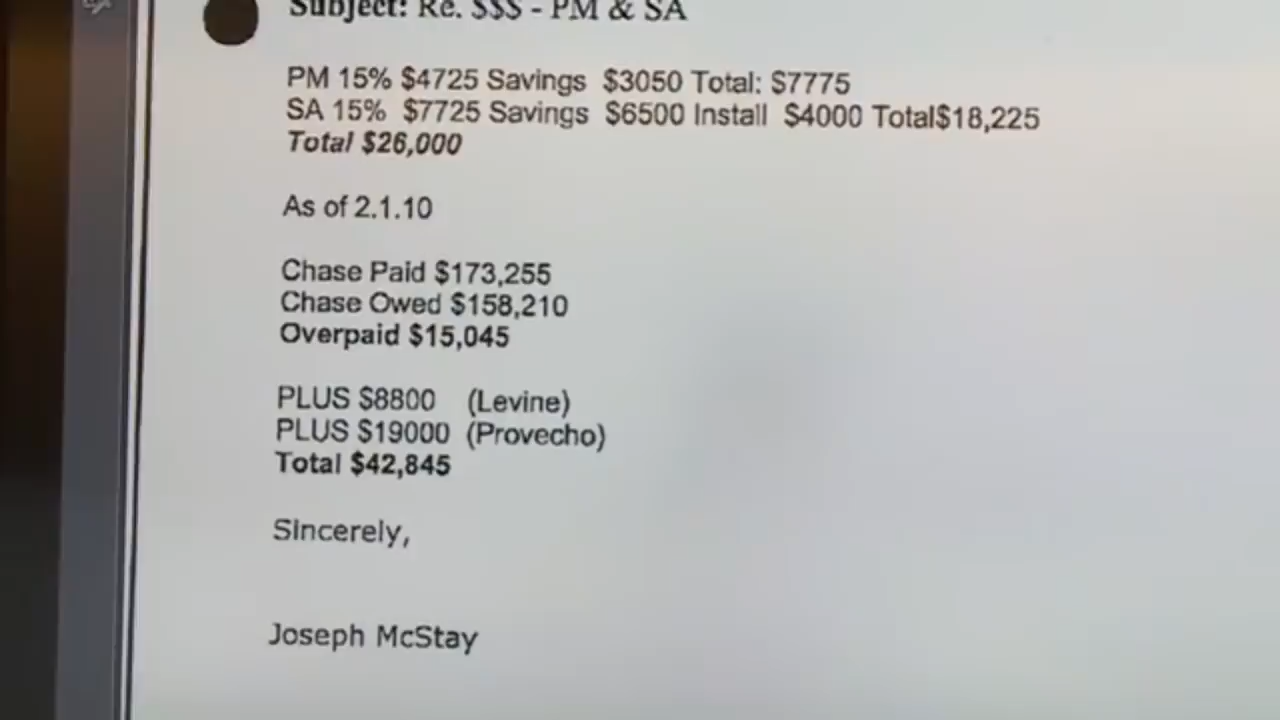 Subject: Re. $$$ - PM & SA
PM 15% $4725 Savings $3050 Total: $7775
SA 15% $7725 Savings $6500 Install $4000 Total$18,225
Total $26,000
As of 2.1.10
Chase Paid $173,255
Chase Owed $158,210
Overpaid $15,045
PLUS $8800 (Levine)
PLUS $19000 (Provecho)
Total $42,845
Sincerely,
Joseph McStay